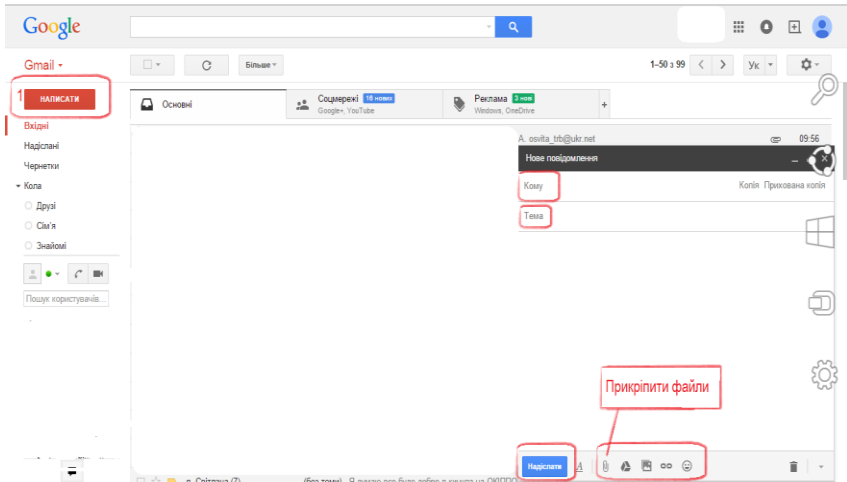 Google
Gmail
Більше
1–50 з 99
Ук
1
НАПИСАТИ
Основні
Соцмережі 16 нових
Google+, YouTube
Реклама 3 нові
Windows, OneDrive
+
Вхідні
Надіслані
Чернетки
Кола
Друзі
Сім'я
Знайомі
Пошук користувачів...
A. osvita_trb@ukr.net 09:56
Нове повідомлення
Кому
Копія Прихована копія
Тема
Прикріпити файли
Надіслати A
(без теми)